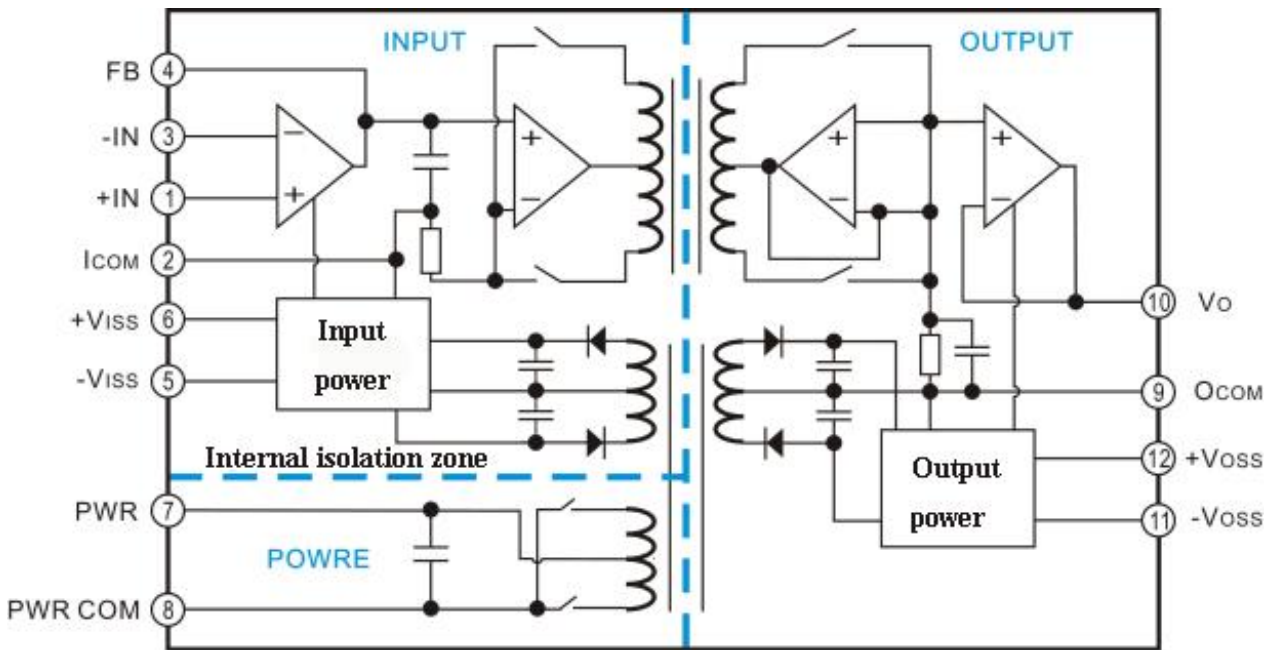 INPUT
OUTPUT
FB 4
-IN 3
+IN 1
ICOM 2
+VISS 6
-VISS 5
− +
+ −
+ −
+ −
Input
power
10 VO
9 OCOM
12 +VOSS
11 -VOSS
Output
power
Internal isolation zone
PWR 7
POWRE
PWR COM 8